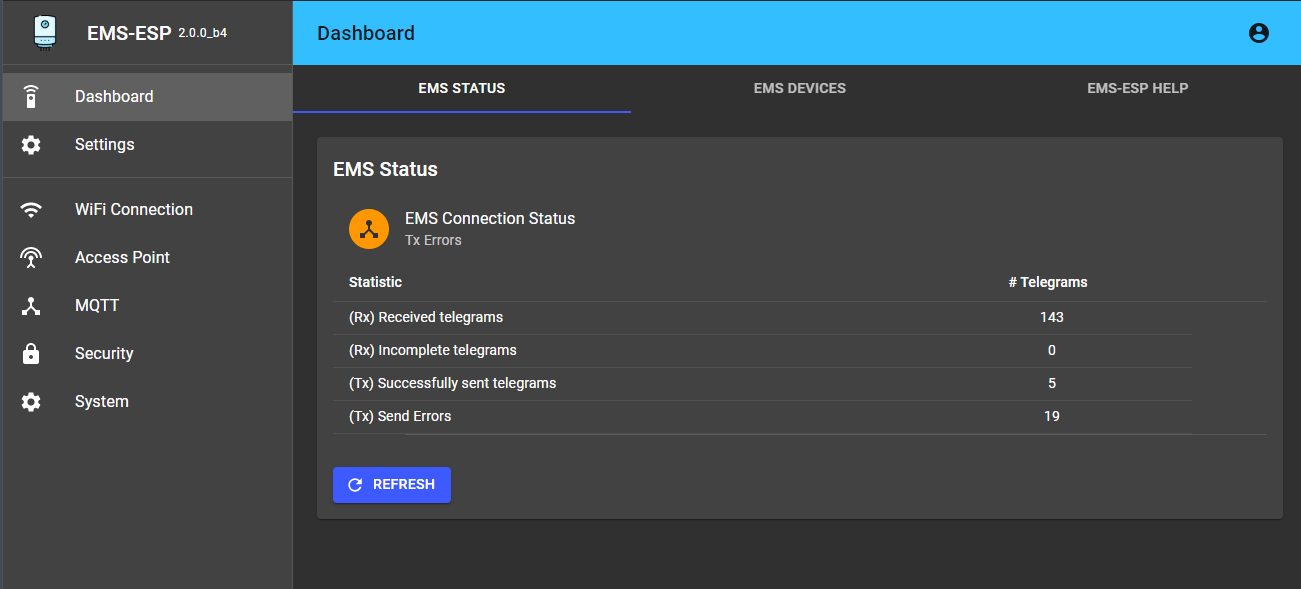 EMS-ESP 2.0.0_b4
Dashboard
Dashboard
Settings
WiFi Connection
Access Point
MQTT
Security
System
EMS STATUS
EMS DEVICES
EMS-ESP HELP
EMS Status
EMS Connection Status
Tx Errors
Statistic # Telegrams
(Rx) Received telegrams 143
(Rx) Incomplete telegrams 0
(Tx) Successfully sent telegrams 5
(Tx) Send Errors 19
REFRESH